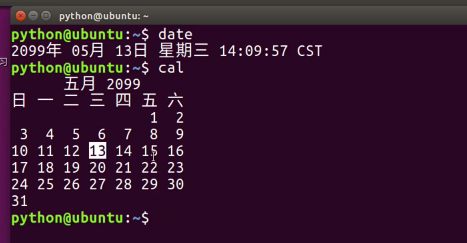 python@ubuntu: ~
python@ubuntu:~$ date
2099年 05月 13日 星期三 14:09:57 CST
习
python@ubuntu:~$ cal
五月 2099
日 一 二 三 四 五 六
1 2
3 4 5 6 7 8 9
10 11 12 13 14 15 16
17 18 19 20 21 22 23
24 25 26 27 28 29 30
31
python@ubuntu:~$